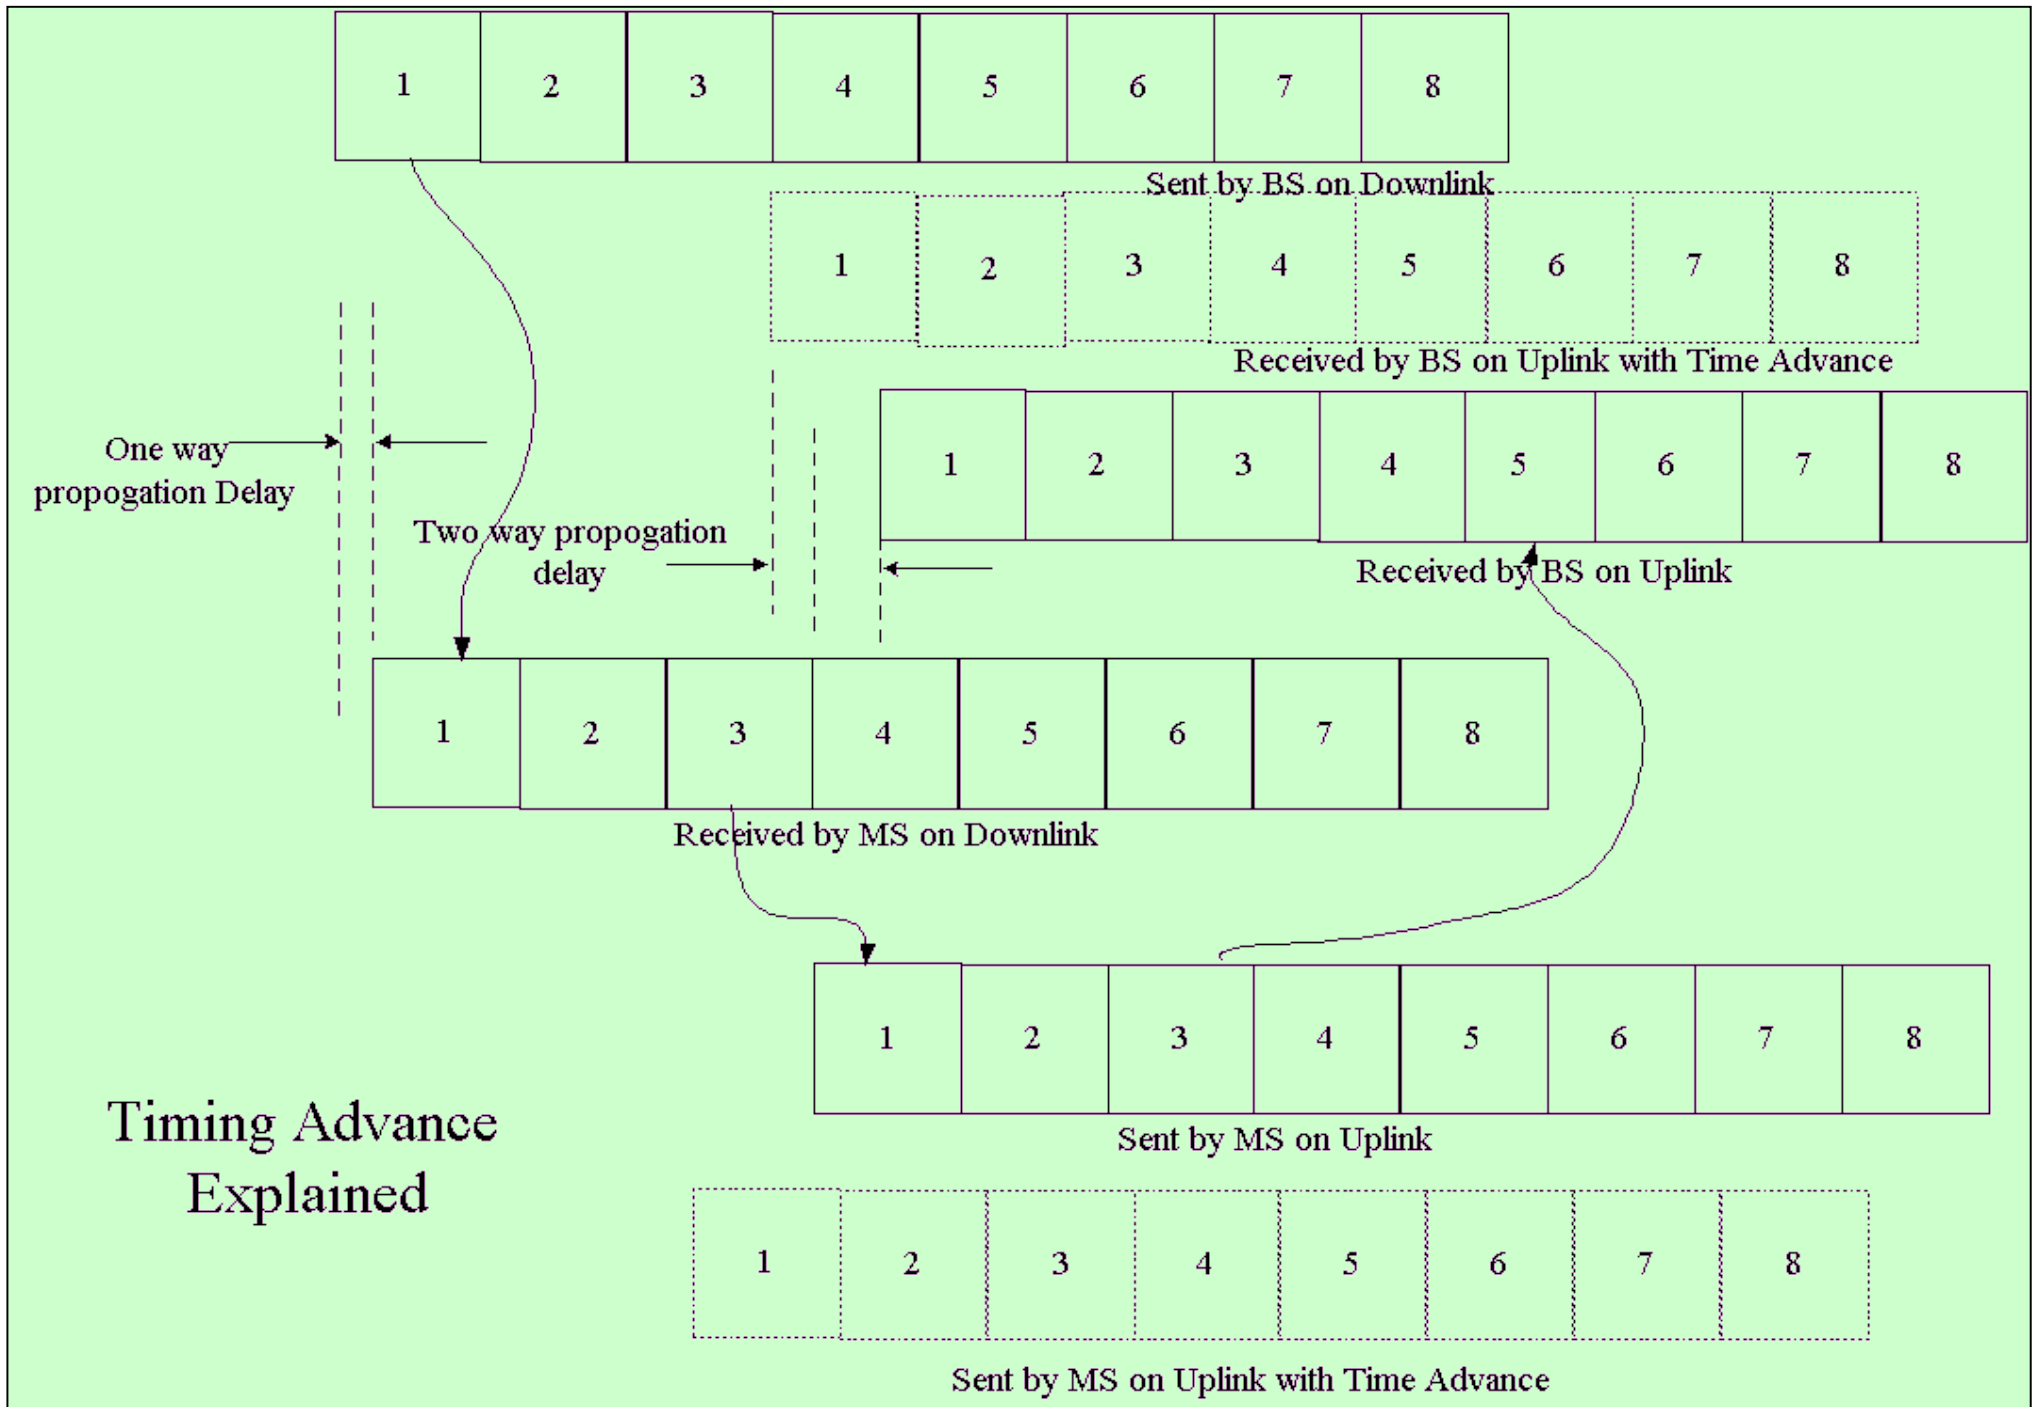 1 2 3 4 5 6 7 8
Sent by BS on Downlink
1 2 3 4 5 6 7 8
Received by BS on Uplink with Time Advance
1 2 3 4 5 6 7 8
Received by BS on Uplink
One way
propogation Delay
Two way propogation
delay
1 2 3 4 5 6 7 8
Received by MS on Downlink
1 2 3 4 5 6 7 8
Sent by MS on Uplink
Timing Advance
Explained
1 2 3 4 5 6 7 8
Sent by MS on Uplink with Time Advance